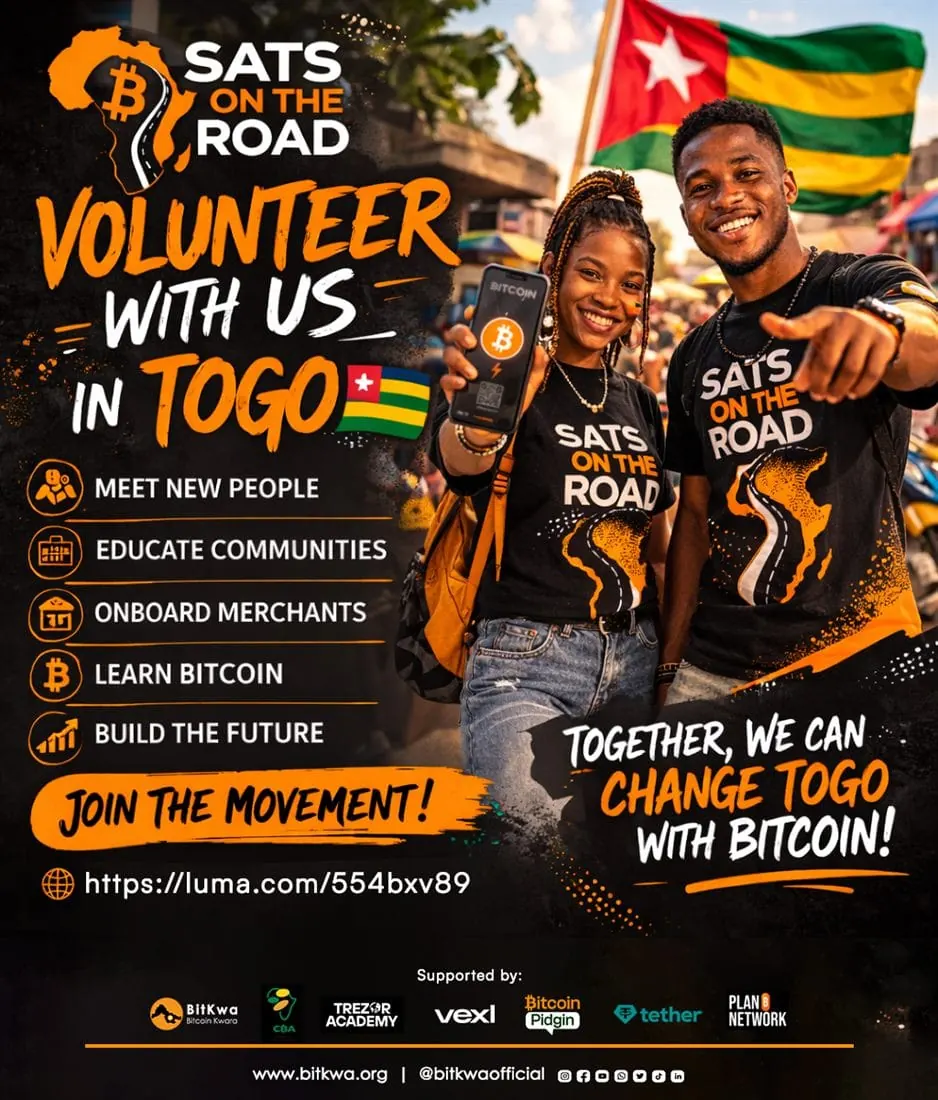 SATS
ON THE
ROAD
VOLUNTEER
WITH US
IN TOGO
BITCOIN
SATS
ON THE
ROAD
SATS
ON THE
ROAD
MEET NEW PEOPLE
EDUCATE COMMUNITIES
ONBOARD MERCHANTS
LEARN BITCOIN
BUILD THE FUTURE
JOIN THE MOVEMENT!
https://luma.com/554bxv89
TOGETHER, WE CAN
CHANGE TOGO
WITH BITCOIN!
Supported by:
BitKwa
Bitcoin Kwara
CBA
TREZOR
ACADEMY
vexl
Bitcoin
Pidgin
tether
PLAN B
NETWORK
www.bitkwa.org | @bitkwaofficial